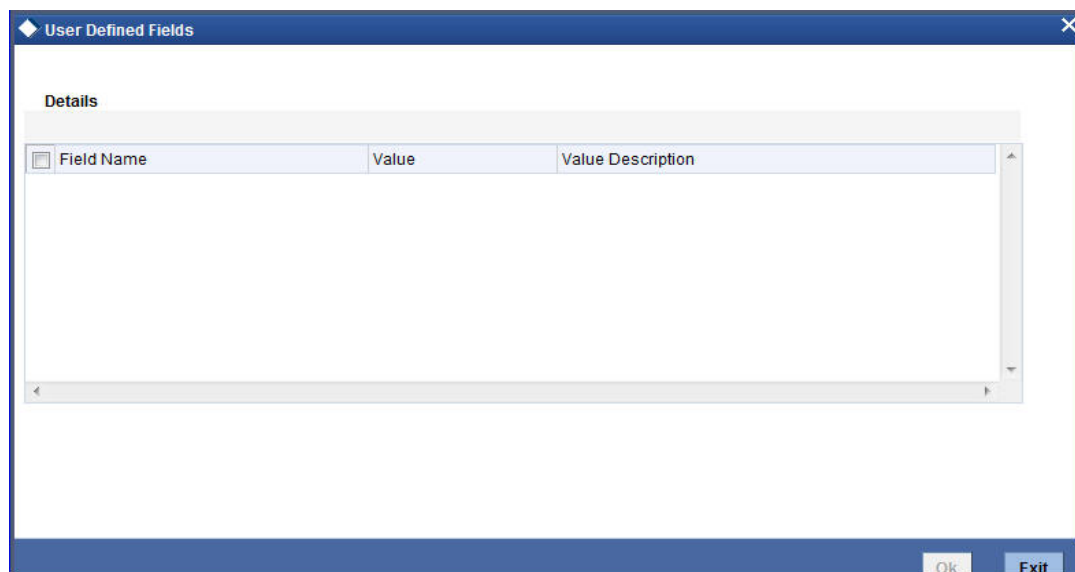 User Defined Fields
Details
Field Name Value Value Description
Ok Exit